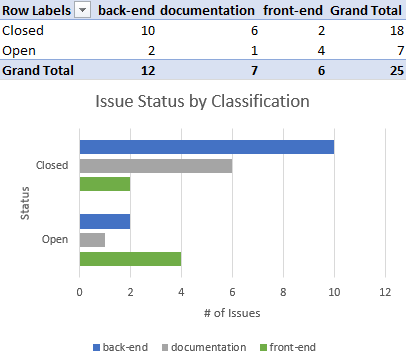 Row Labels back-end documentation front-end Grand Total
Closed 10 6 2 18
Open 2 1 4 7
Grand Total 12 7 6 25
Issue Status by Classification
Closed
Status
Open
0 2 4 6 8 10 12
# of Issues
back-end documentation front-end